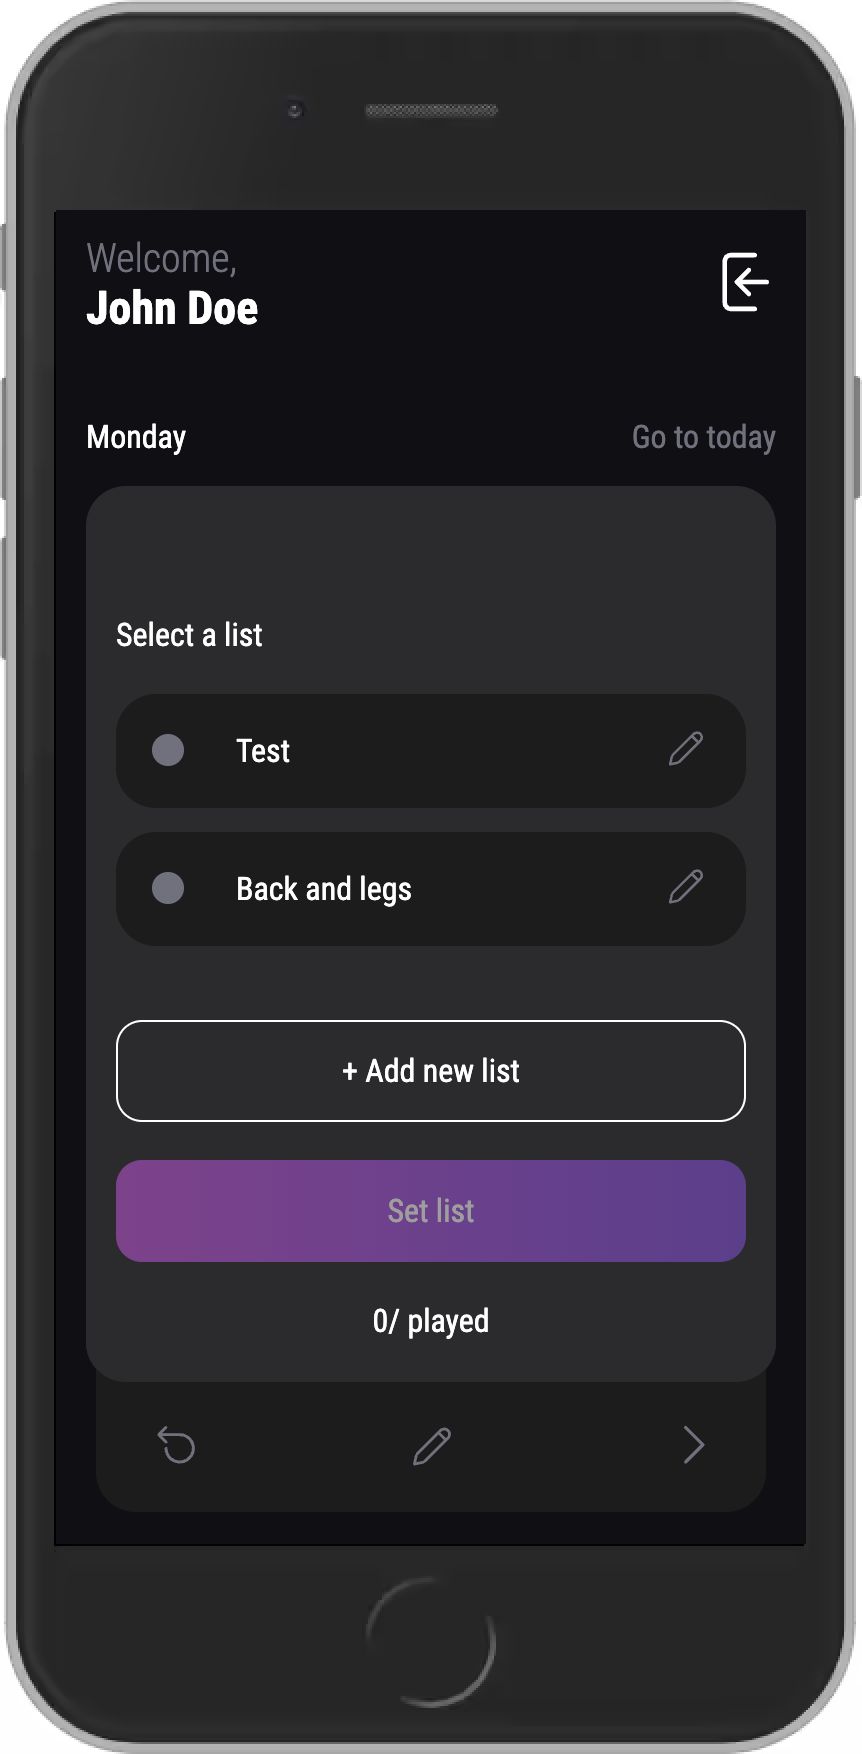 Welcome,
John Doe
Monday
Go to today
Select a list
Test
Back and legs
+ Add new list
Set list
0/ played